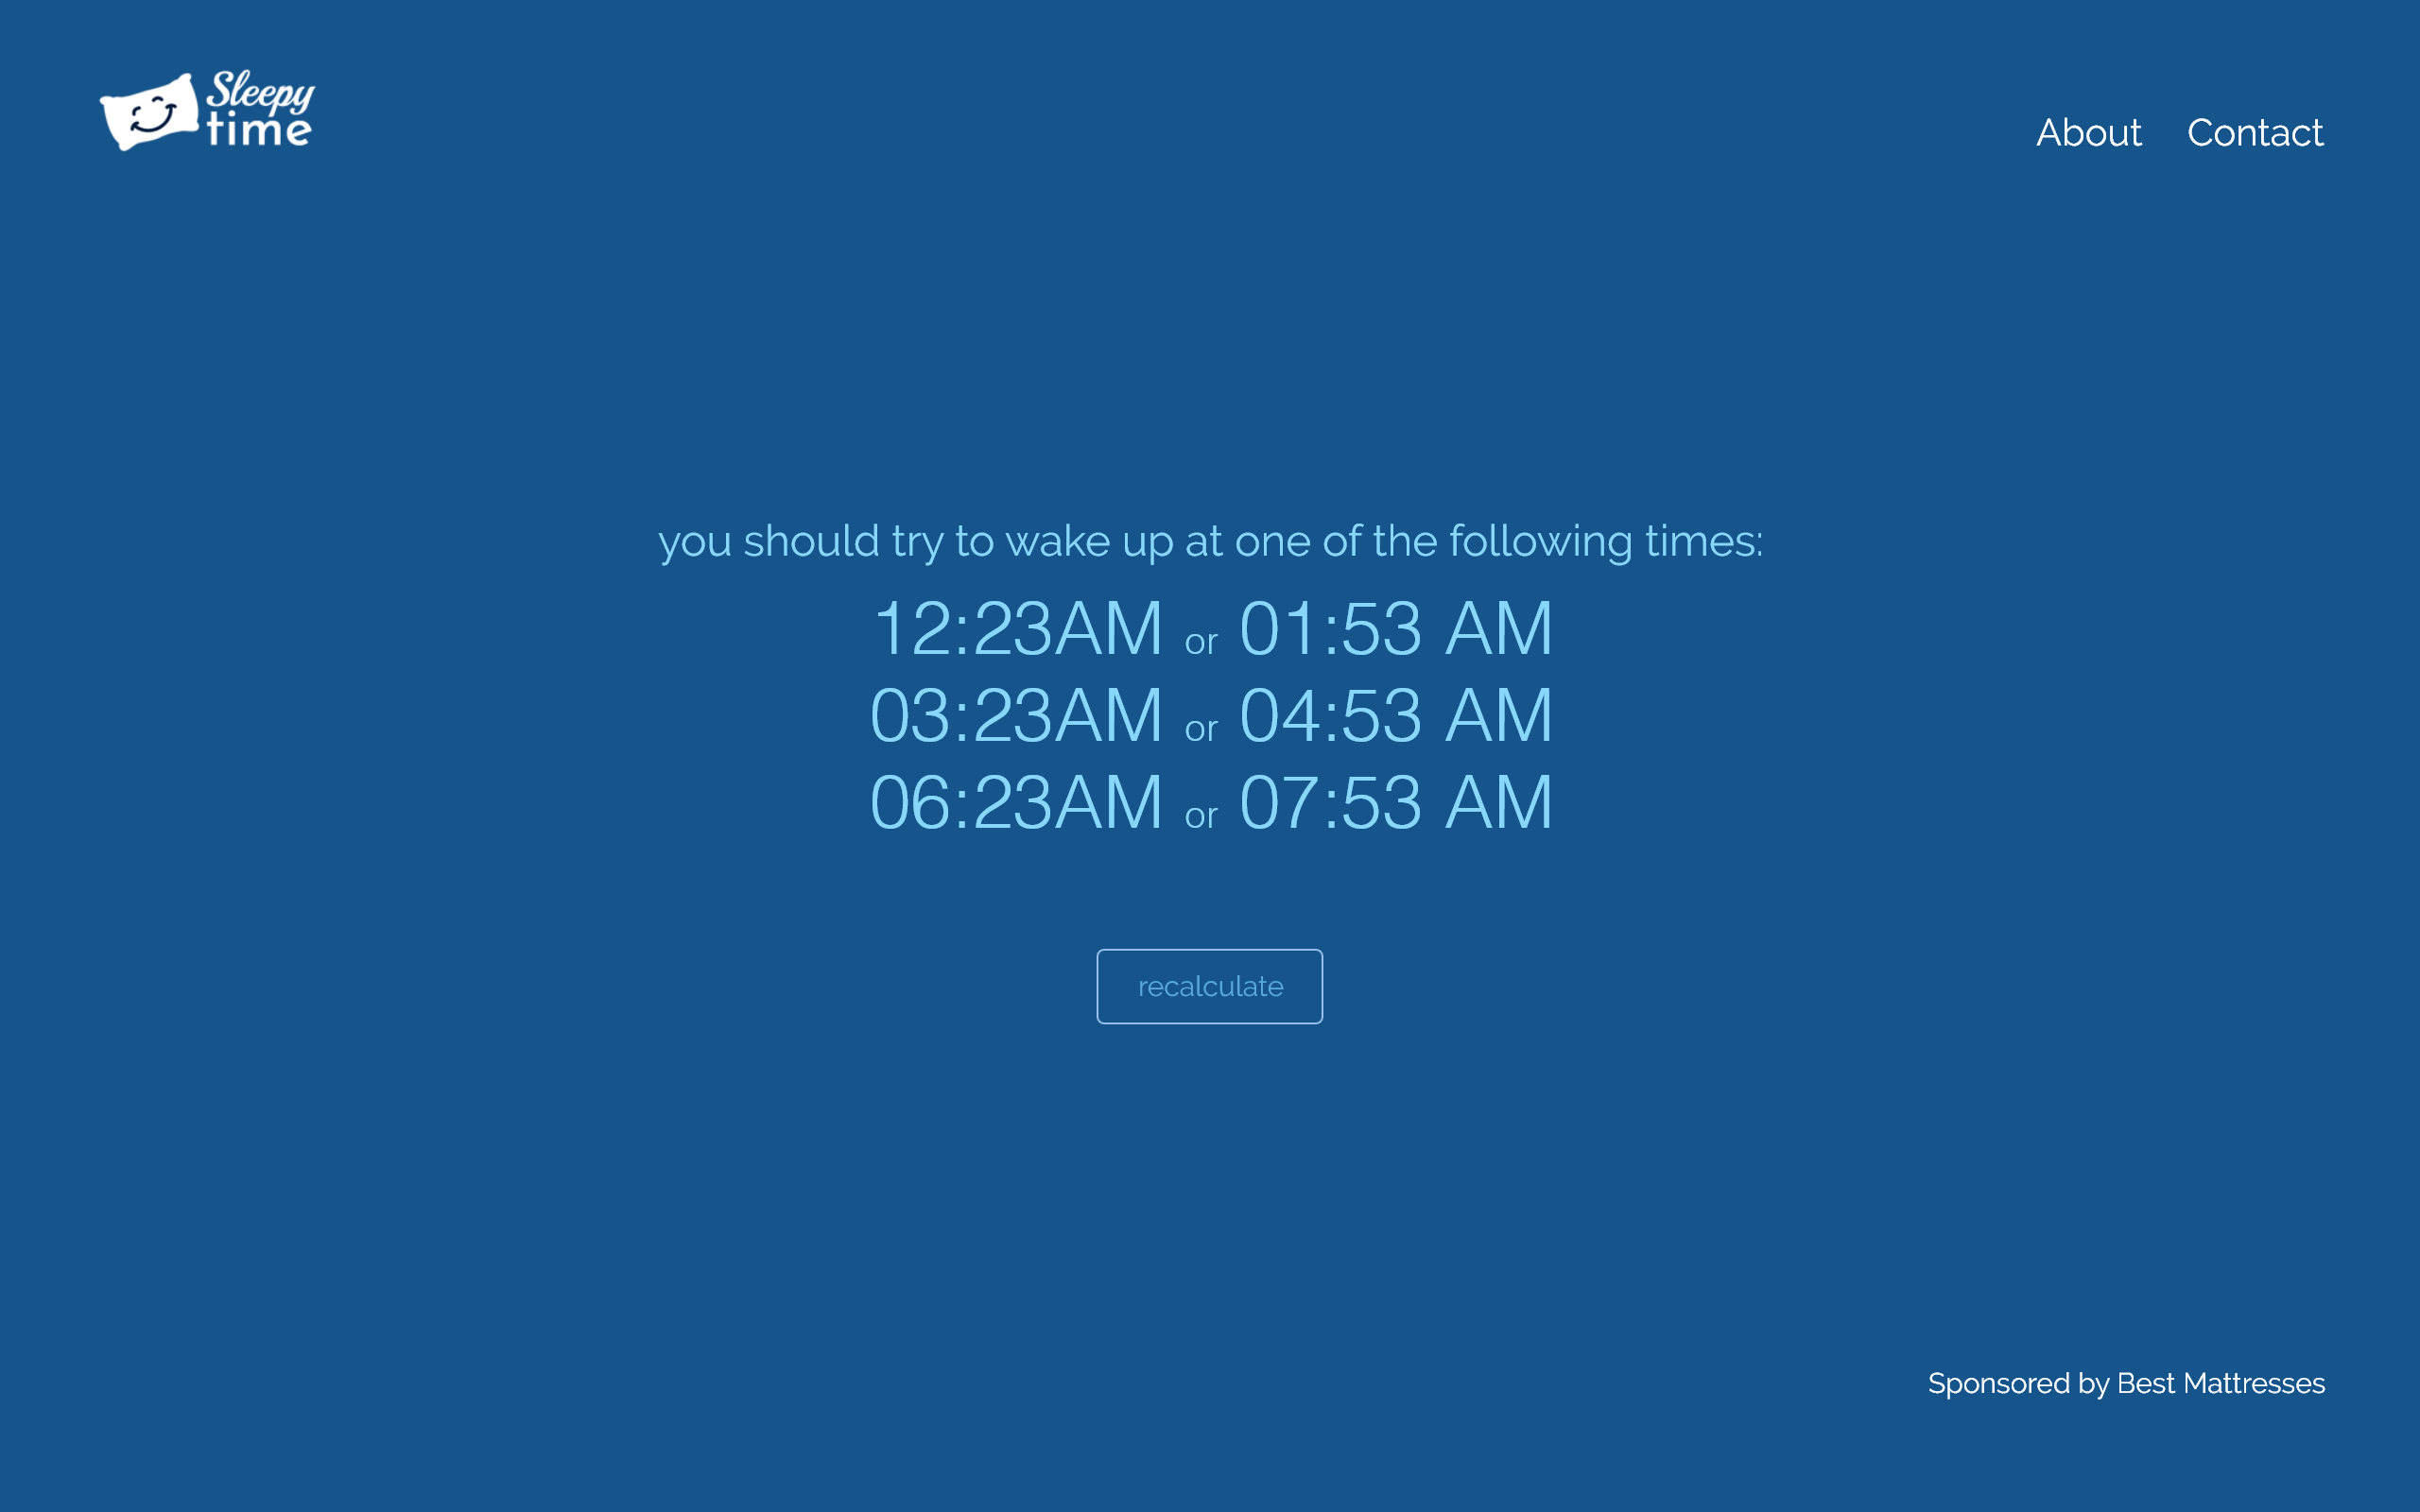 Sleepy
time
About Contact
you should try to wake up at one of the following times:
12:23AM or 01:53 AM
03:23AM or 04:53 AM
06:23AM or 07:53 AM
recalculate
Sponsored by Best Mattresses